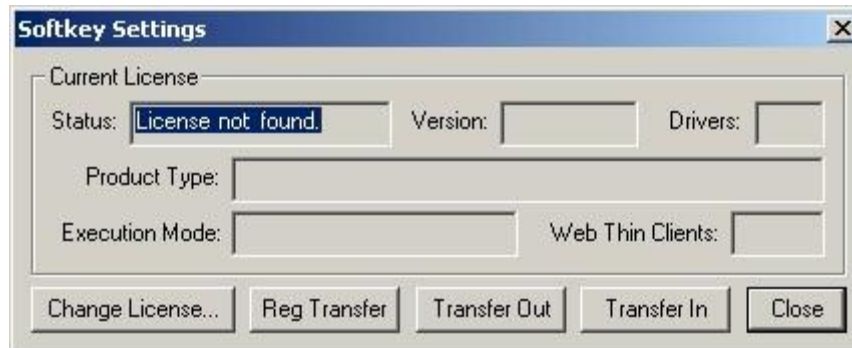 Softkey Settings
Current License
Status: License not found. Version: Drivers:
Product Type:
Execution Mode: Web Thin Clients:
Change License... Reg Transfer Transfer Out Transfer In Close